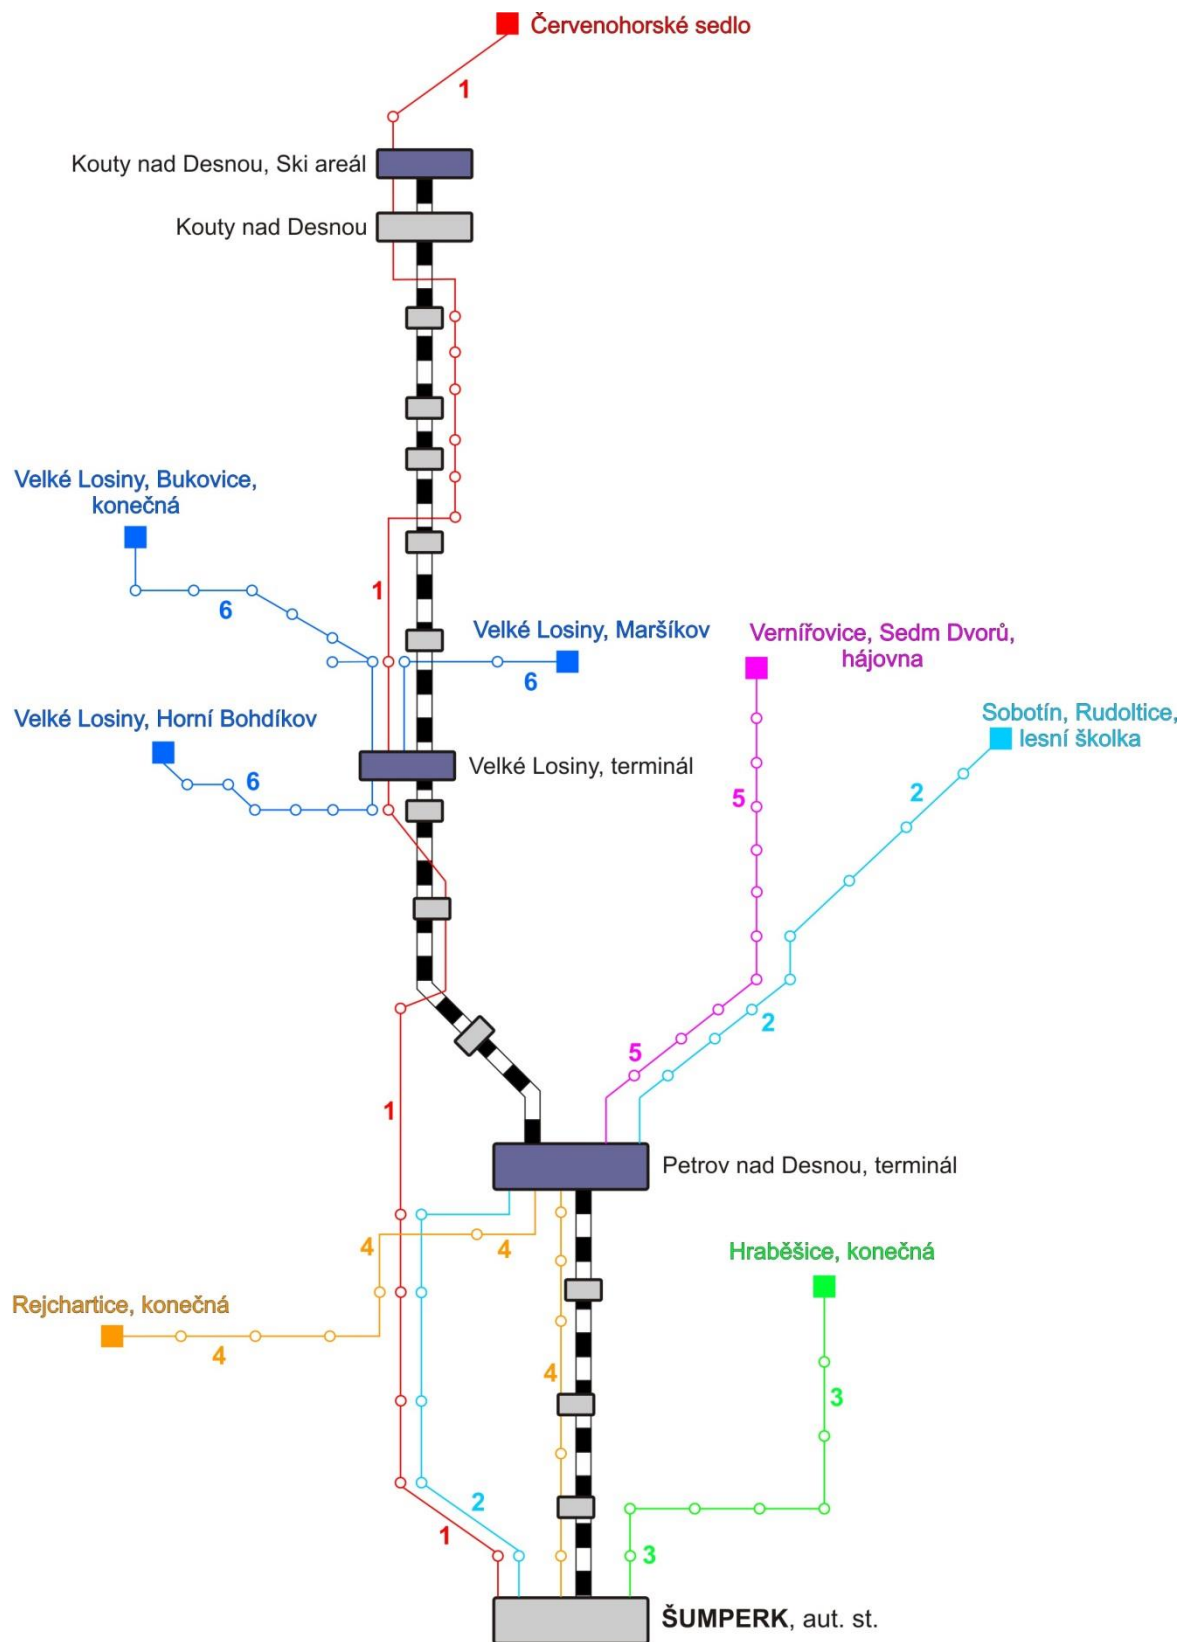 Červenohorské sedlo
1
Kouty nad Desnou, Ski areál
Kouty nad Desnou
Velké Losiny, Bukovice,
konečná
6
1
Velké Losiny, Maršíkov
6
Vernířovice, Sedm Dvorů,
hájovna
Sobotín, Rudoltice,
lesní školka
Velké Losiny, Horní Bohdíkov
6
Velké Losiny, terminál
5
2
2
5
1
Petrov nad Desnou, terminál
4
4
Hraběšice, konečná
Rejchartice, konečná
4
4
3
2
1
3
ŠUMPERK, aut. st.